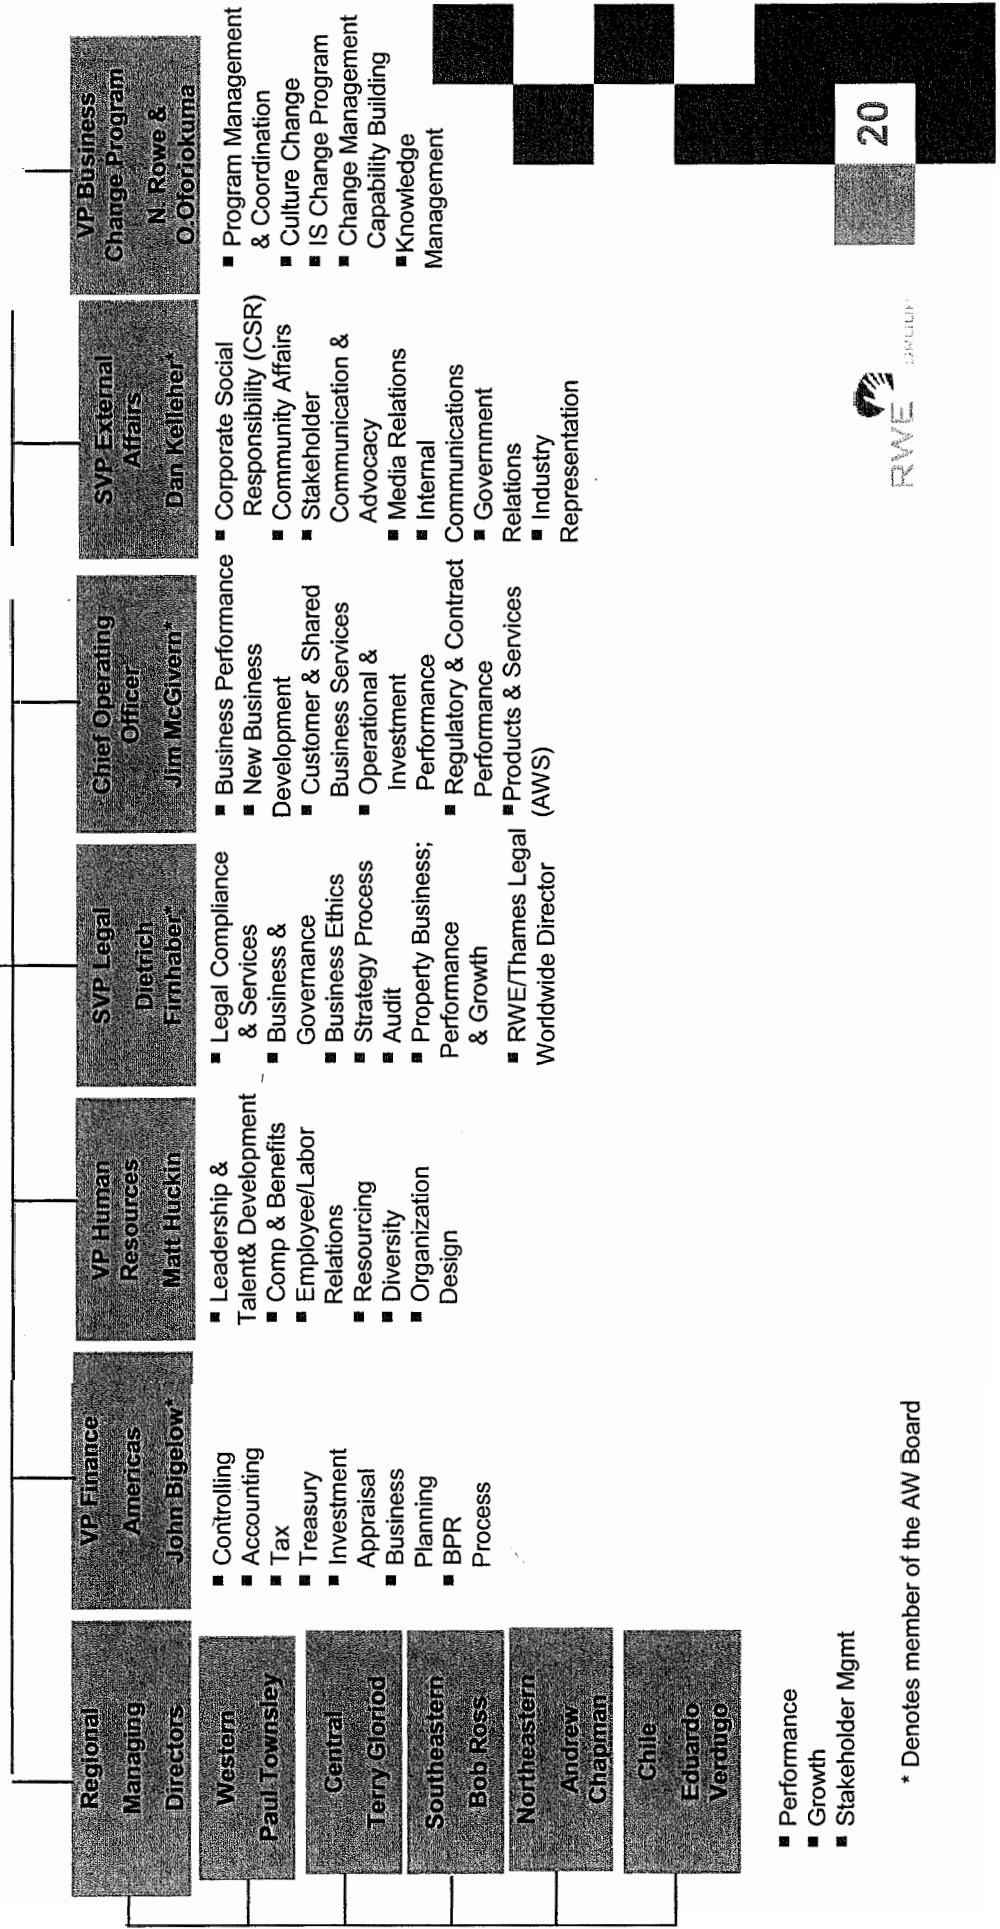 Regional
Managing
Directors
Western
Paul Townsley
Central
Terry Gloriod
Southeastern
Bob Ross
Northeastern
Andrew
Chapman
Chile
Eduardo
Verdugo
■ Performance
■ Growth
■ Stakeholder Mgmt
VP Finance
Americas
John Bigelow*
■ Controlling
■ Accounting
■ Tax
■ Treasury
■ Investment
Appraisal
■ Business
Planning
■ BPR
Process
VP Human
Resources
Matt Huckin
■ Leadership &
Talent& Development
■ Comp & Benefits
■ Employee/Labor
Relations
■ Resourcing
■ Diversity
■ Organization
Design
SVP Legal
Dietrich
Firnhaber*
■ Legal Compliance
& Services
■ Business &
Governance
■ Business Ethics
■ Strategy Process
■ Audit
■ Property Business;
Performance
& Growth
■ RWE/Thames Legal
Worldwide Director
Chief Operating
Officer
Jim McGivern*
■ Business Performance
■ New Business
Development
■ Customer & Shared
Business Services
■ Operational &
Investment
Performance
■ Regulatory & Contract
Performance
■Products & Services
(AWS)
SVP External
Affairs
Dan Kelleher*
■ Corporate Social
Responsibility (CSR)
■ Community Affairs
■ Stakeholder
Communication &
Advocacy
■ Media Relations
■ Internal
Communications
■ Government
Relations
■ Industry
Representation
VP Business
Change Program
N Rowe &
O.Oforiokuma
■ Program Management
& Coordination
■ Culture Change
■ IS Change Program
■ Change Management
Capability Building
■Knowledge
Management
* Denotes member of the AW Board
RWE GROUP
20